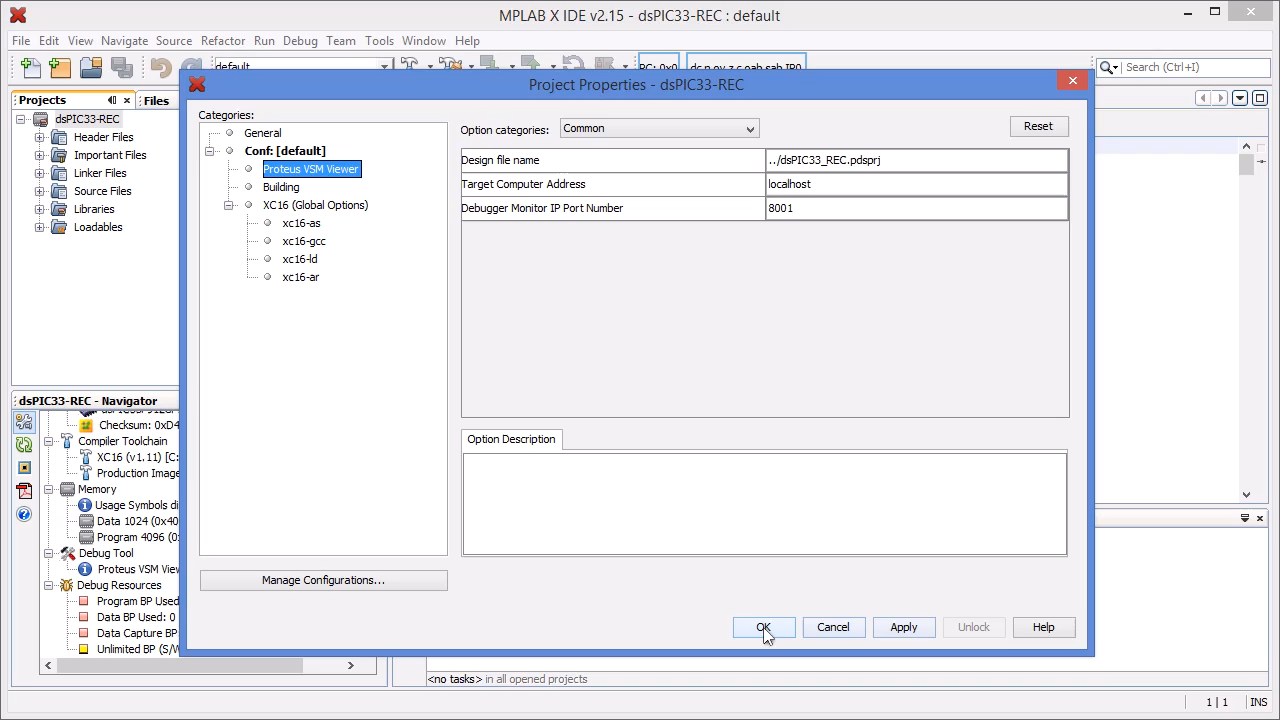 MPLAB X IDE v2.15 - dsPIC33-REC : default
File Edit View Navigate Source Refactor Run Debug Team Tools Window Help
default
PC: 0x0
Search (Ctrl+I)
Projects
Files
dsPIC33-REC
Header Files
Important Files
Linker Files
Source Files
Libraries
Loadables
dsPIC33-REC - Navigator
Checksum: 0xD4
Compiler Toolchain
XC16 (v1.11) [C:
Production Image
Memory
Usage Symbols di
Data 1024 (0x40
Program 4096 (0x
Debug Tool
Proteus VSM View
Debug Resources
Program BP Used
Data BP Used: 0
Data Capture BP
Unlimited BP (S/W
Project Properties - dsPIC33-REC
Categories:
General
Conf: [default]
Proteus VSM Viewer
Building
XC16 (Global Options)
xc16-as
xc16-gcc
xc16-ld
xc16-ar
Manage Configurations...
Option categories: Common
Reset
Design file name ../dsPIC33_REC.pdsprj
Target Computer Address localhost
Debugger Monitor IP Port Number 8001
Option Description
OK Cancel Apply Unlock Help
<no tasks> in all opened projects
1 | 1 INS